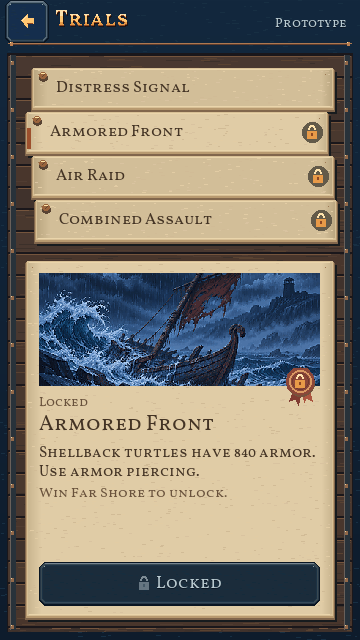 Trials
Prototype
Distress Signal
Armored Front
Air Raid
Combined Assault
Locked
Armored Front
Shellback turtles have 840 armor.
Use armor piercing.
Win Far Shore to unlock.
Locked